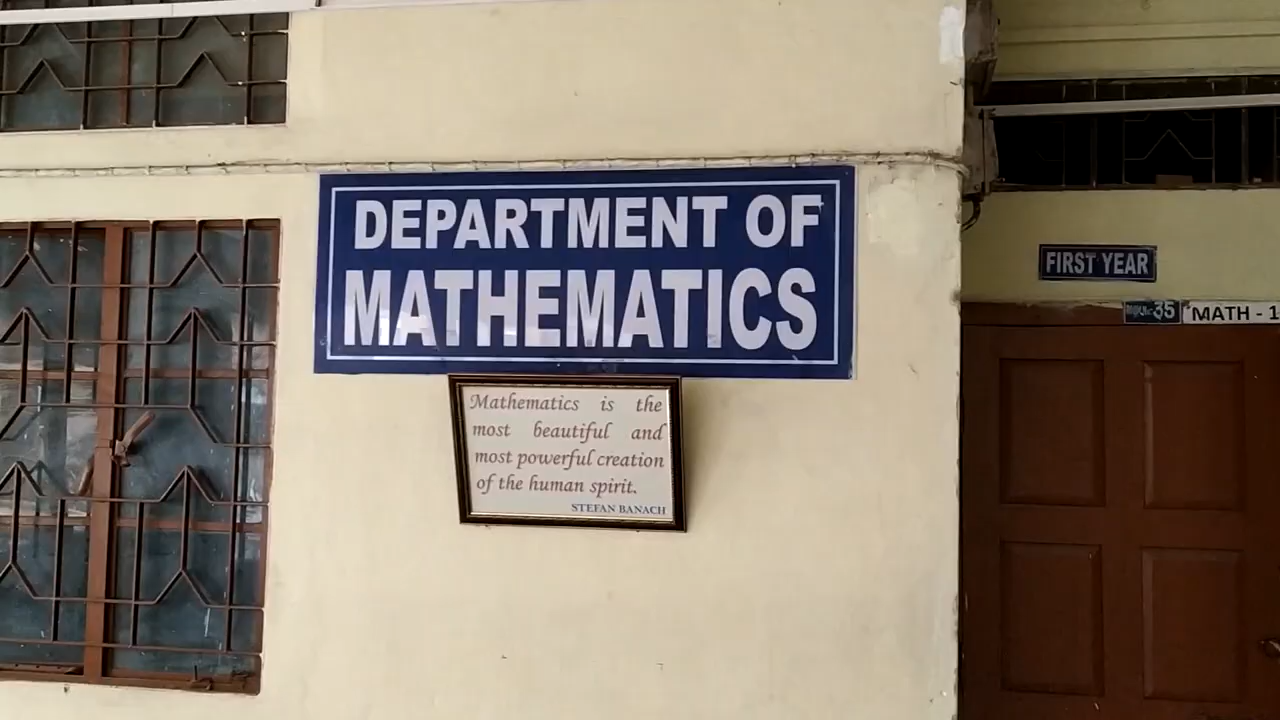 DEPARTMENT OF
MATHEMATICS
Mathematics is the
most beautiful and
most powerful creation
of the human spirit.
STEFAN BANACH
FIRST YEAR
35
MATH - 1